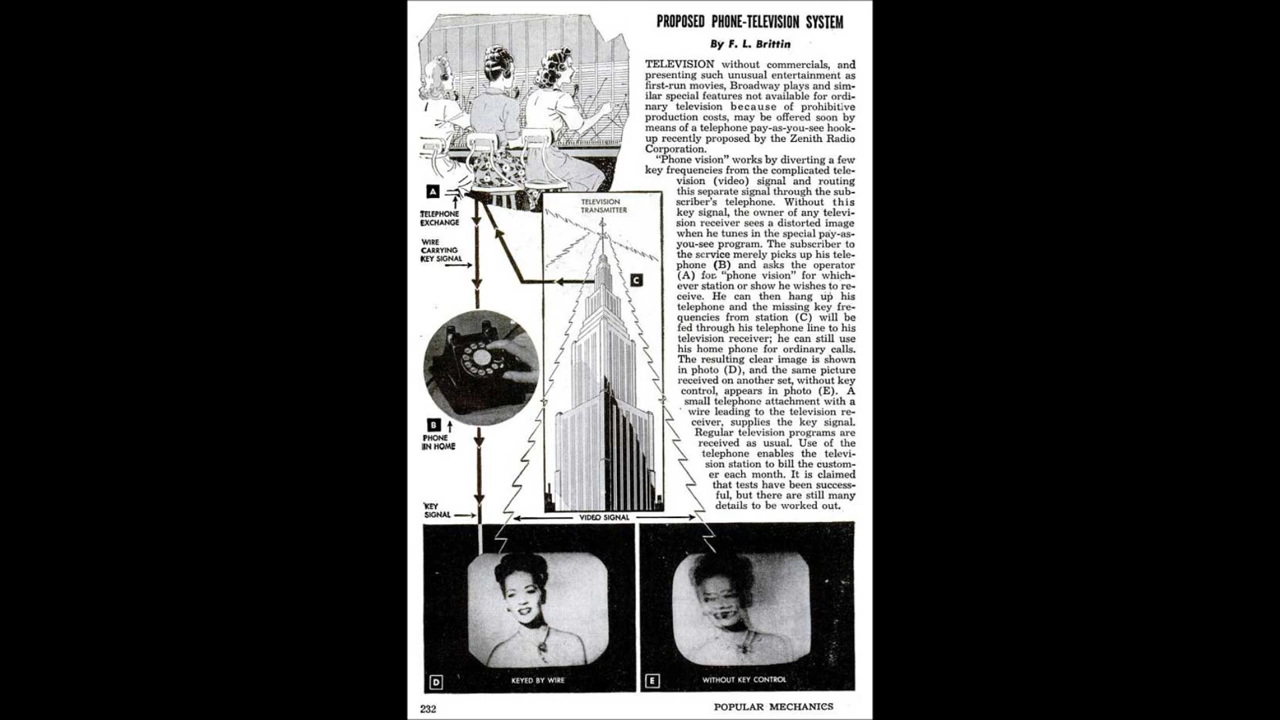 PROPOSED PHONE-TELEVISION SYSTEM
By F. L. Brittin
TELEVISION without commercials, and
presenting such unusual entertainment as
first-run movies, Broadway plays and sim-
ilar special features not available for ordi-
nary television because of prohibitive
production costs, may be offered soon by
means of a telephone pay-as-you-see hook-
up recently proposed by the Zenith Radio
Corporation.
"Phone vision" works by diverting a few
key frequencies from the complicated tele-
vision (video) signal and routing
this separate signal through the sub-
scriber's telephone. Without this
key signal, the owner of any televi-
sion receiver sees a distorted image
when he tunes in the special pay-as-
you-see program. The subscriber to
the service merely picks up his tele-
phone (B) and asks the operator
(A) for "phone vision" for which-
ever station or show he wishes to re-
ceive. He can then hang up his
telephone and the missing key fre-
quencies from station (C) will be
fed through his telephone line to his
television receiver; he can still use
his home phone for ordinary calls.
The resulting clear image is shown
in photo (D), and the same picture
received on another set, without key
control, appears in photo (E). A
small telephone attachment with a
wire leading to the television re-
ceiver, supplies the key signal.
Regular television programs are
received as usual. Use of the
telephone enables the televi-
sion station to bill the custom-
er each month. It is claimed
that tests have been success-
ful, but there are still many
details to be worked out.
A
TELEPHONE
EXCHANGE
WIRE
CARRYING
KEY SIGNAL
TELEVISION
TRANSMITTER
C
B
PHONE
IN HOME
KEY
SIGNAL
VIDEO SIGNAL
D
KEYED BY WIRE
E
WITHOUT KEY CONTROL
232
POPULAR MECHANICS